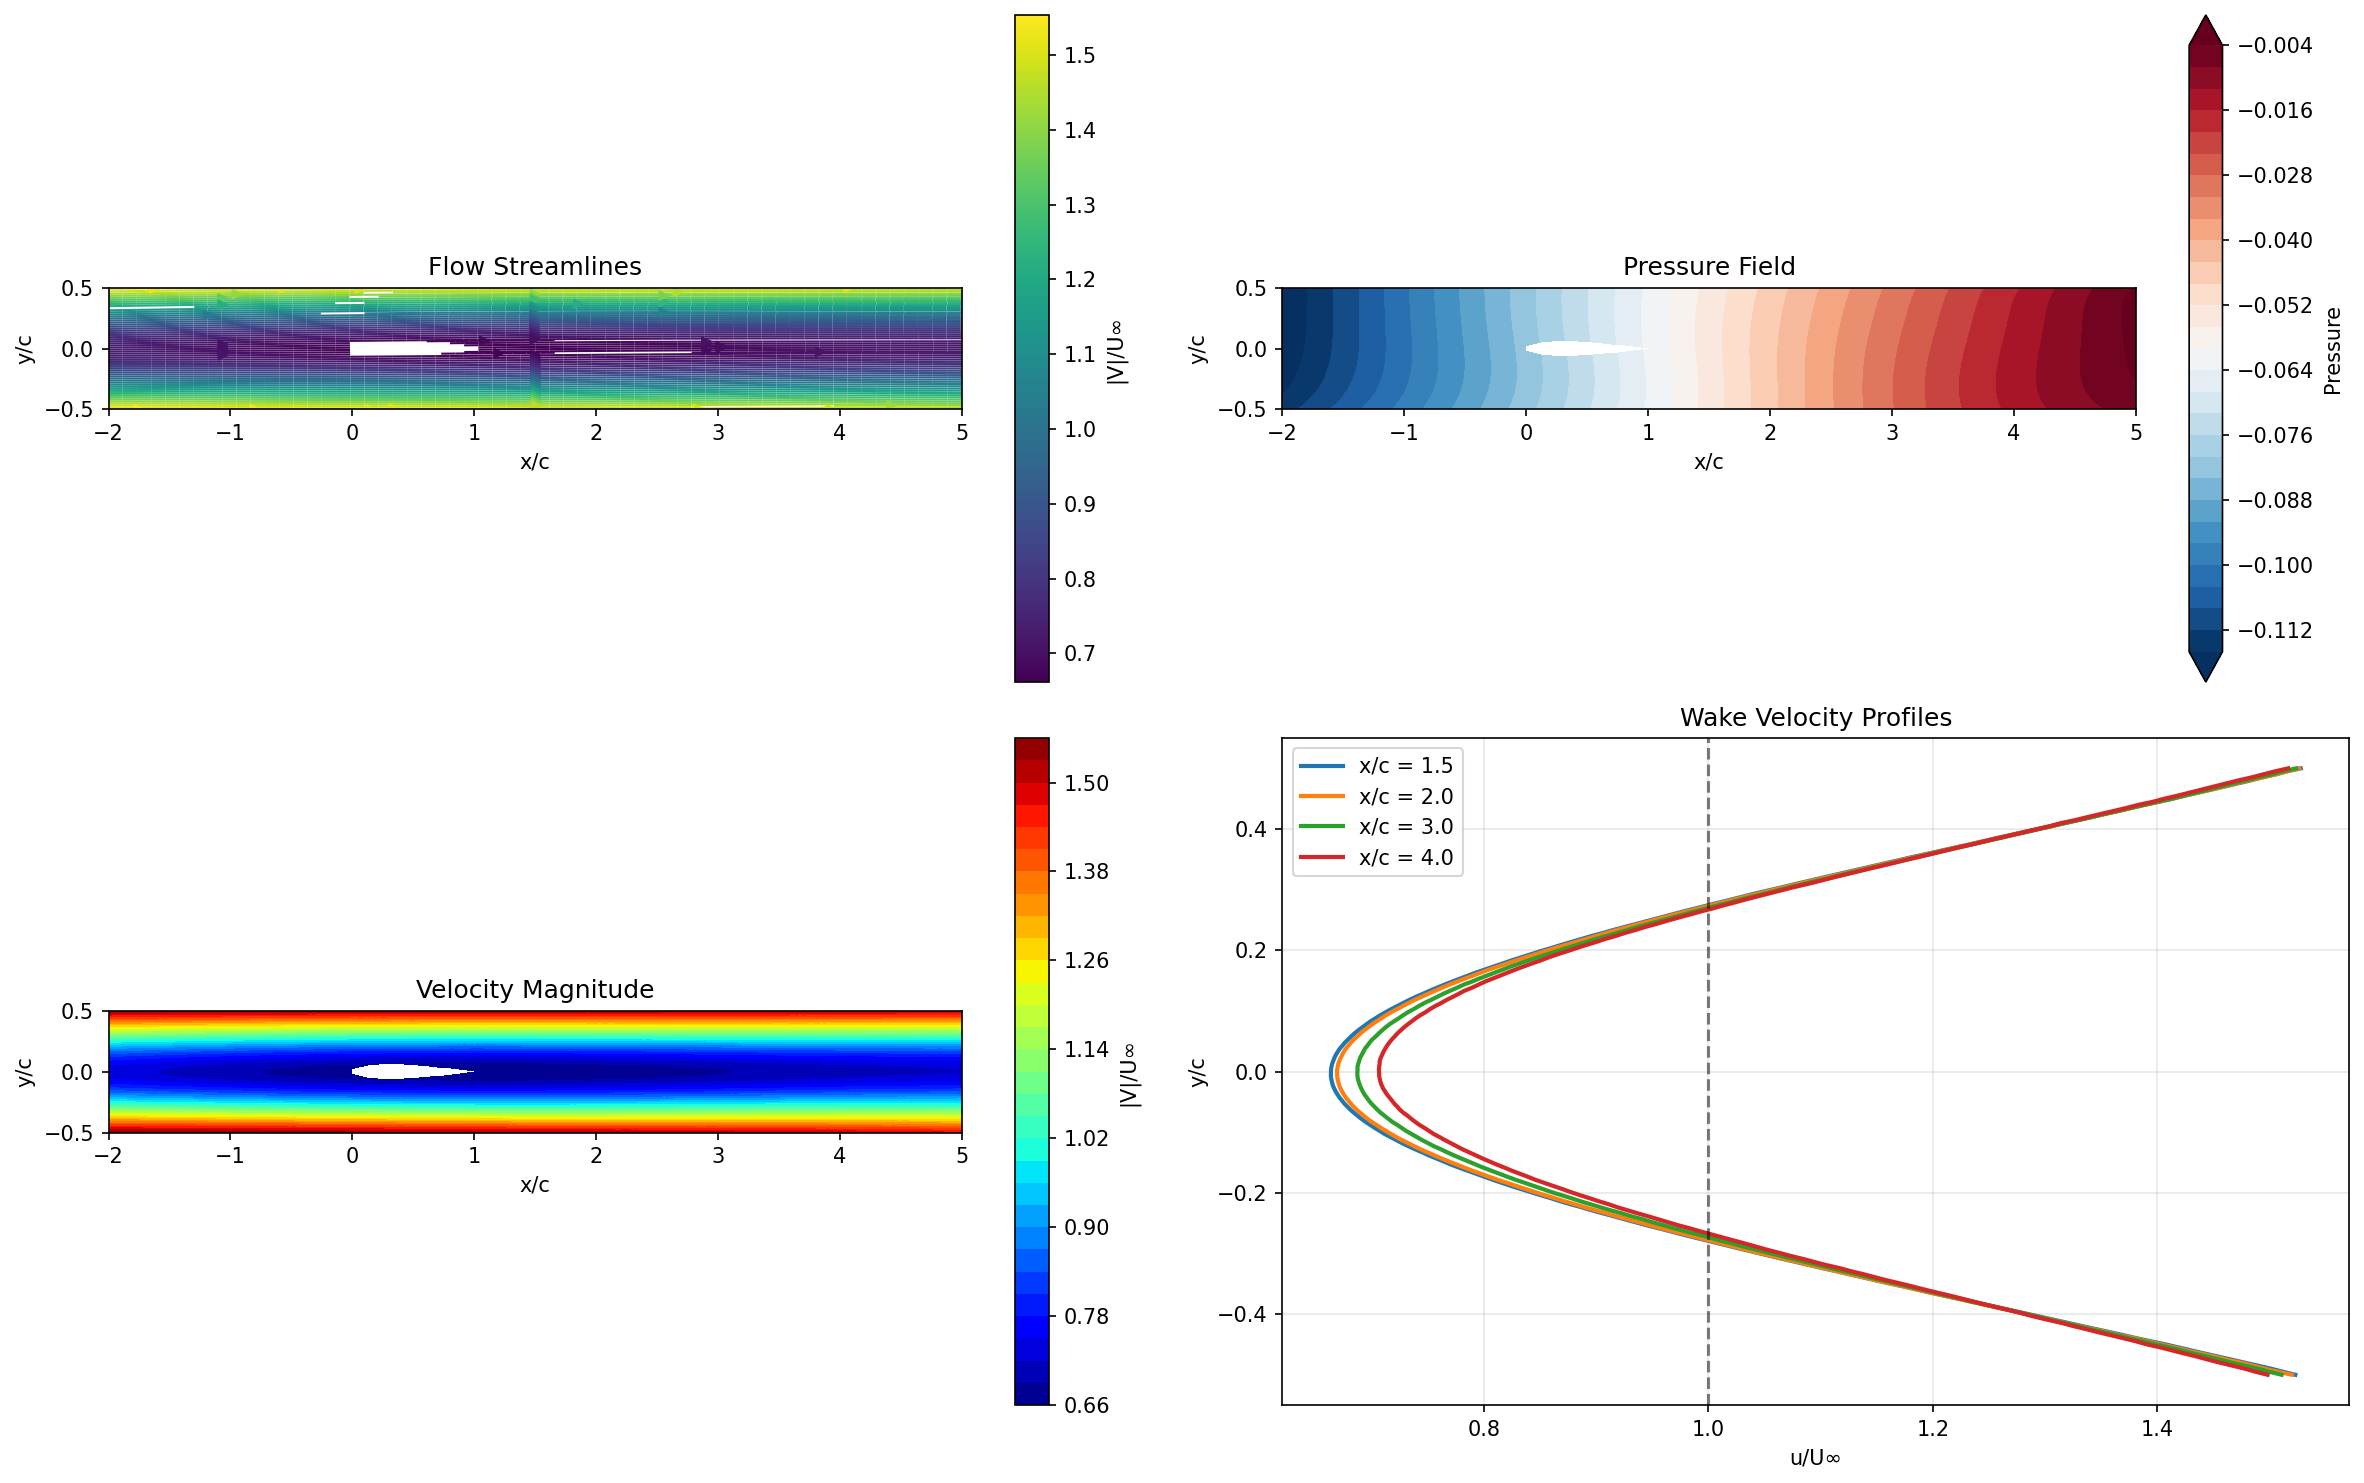 Flow Streamlines
0.5
0.0
−0.5
y/c
−2 −1 0 1 2 3 4 5
x/c
1.5
1.4
1.3
1.2
1.1
1.0
0.9
0.8
0.7
|V|/U∞
Pressure Field
0.5
0.0
−0.5
y/c
−2 −1 0 1 2 3 4 5
x/c
−0.004
−0.016
−0.028
−0.040
−0.052
−0.064
−0.076
−0.088
−0.100
−0.112
Pressure
Velocity Magnitude
0.5
0.0
−0.5
y/c
−2 −1 0 1 2 3 4 5
x/c
1.50
1.38
1.26
1.14
1.02
0.90
0.78
0.66
|V|/U∞
Wake Velocity Profiles
x/c = 1.5
x/c = 2.0
x/c = 3.0
x/c = 4.0
0.4
0.2
0.0
−0.2
−0.4
y/c
0.8 1.0 1.2 1.4
u/U∞